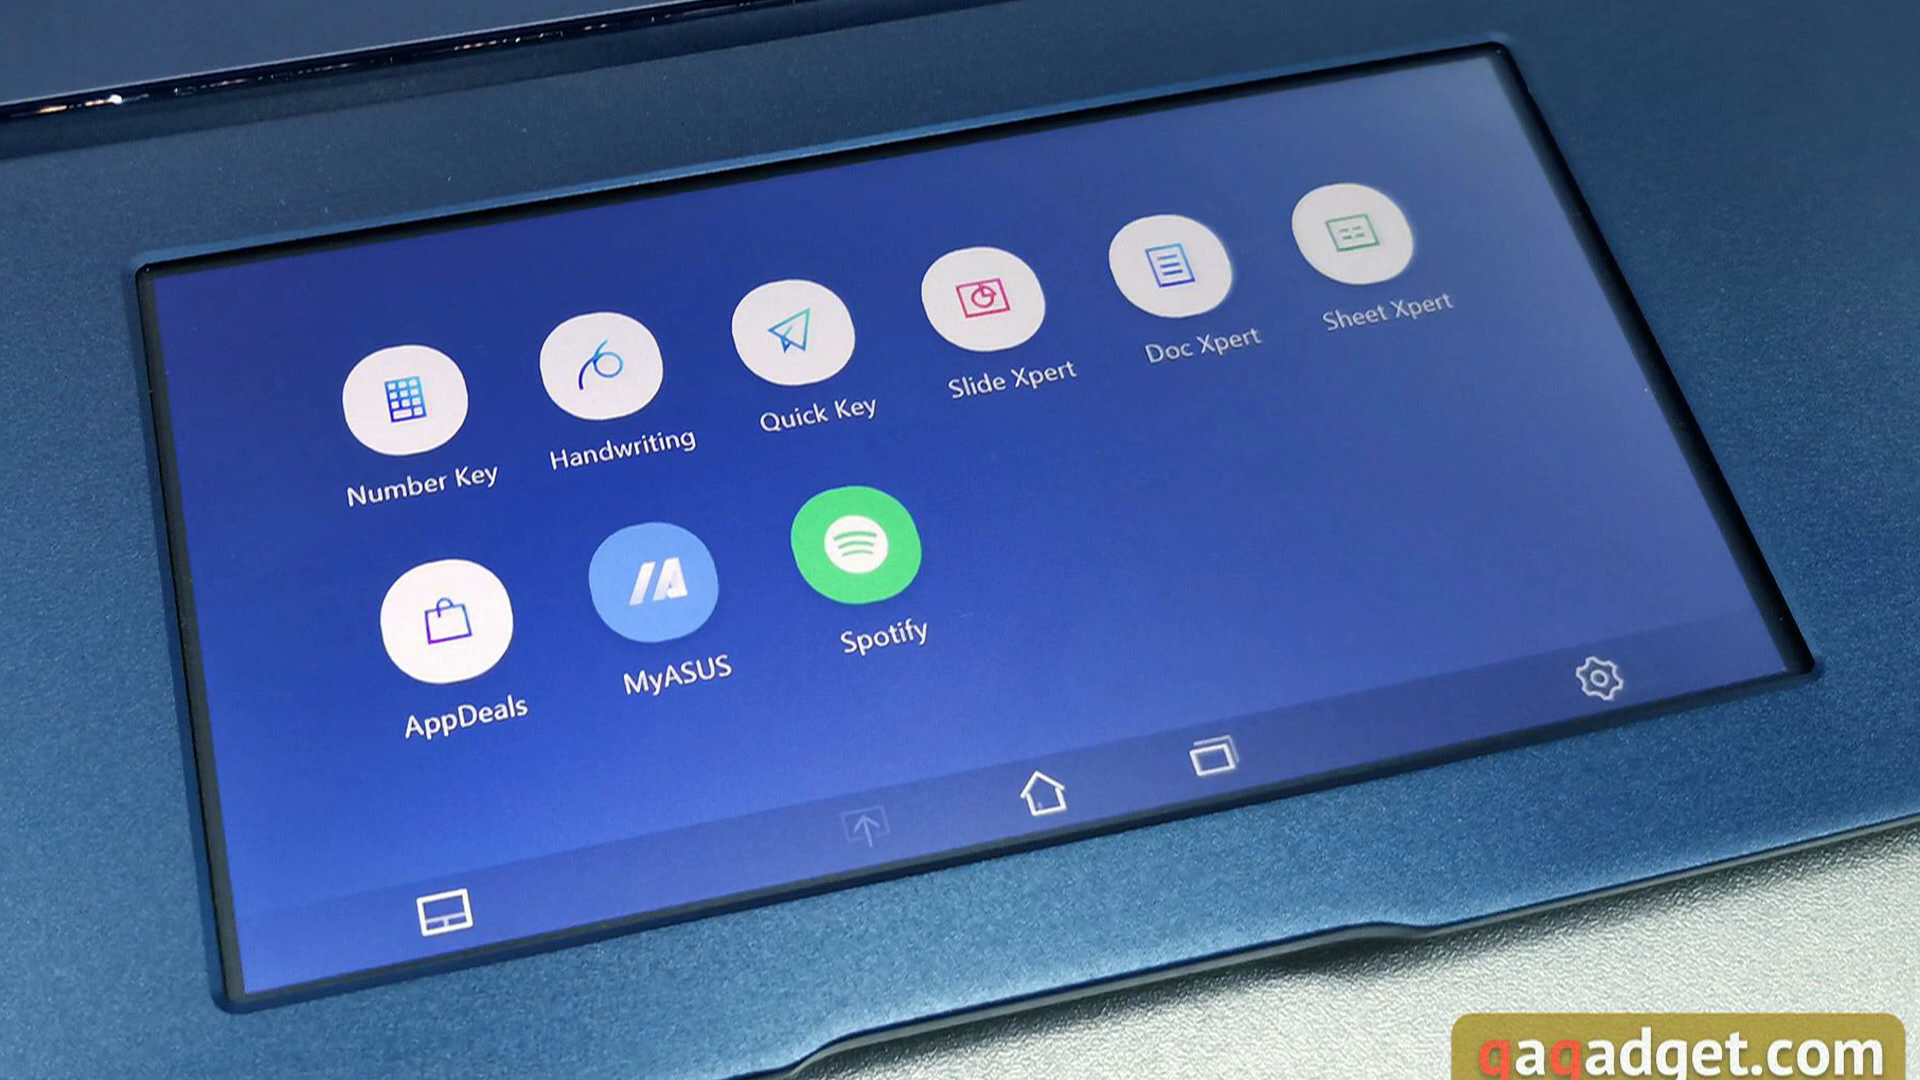 Number Key
Handwriting
Quick Key
Slide Xpert
Doc Xpert
Sheet Xpert
AppDeals
MyASUS
Spotify
gagadget.com